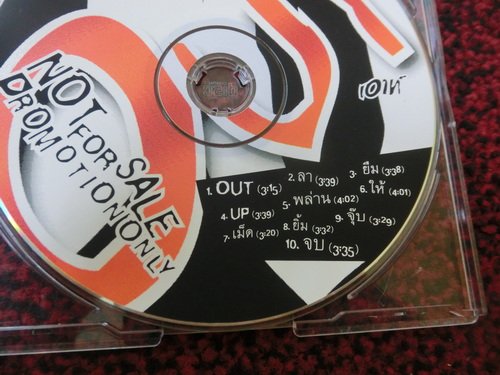 NOT
FOR SALE
PROMOTION ONLY
เอาท์
1. OUT (3:15) 2. ลา (3:39) 3. ยืม (3:38)
4. UP (3:39) 5. พล่าน (4:02) 6. ให้ (4:01)
7. เม็ด (3:20) 8. ยิ้ม (3:32) 9. จุ๊บ (3:29)
10. จบ (3:35)